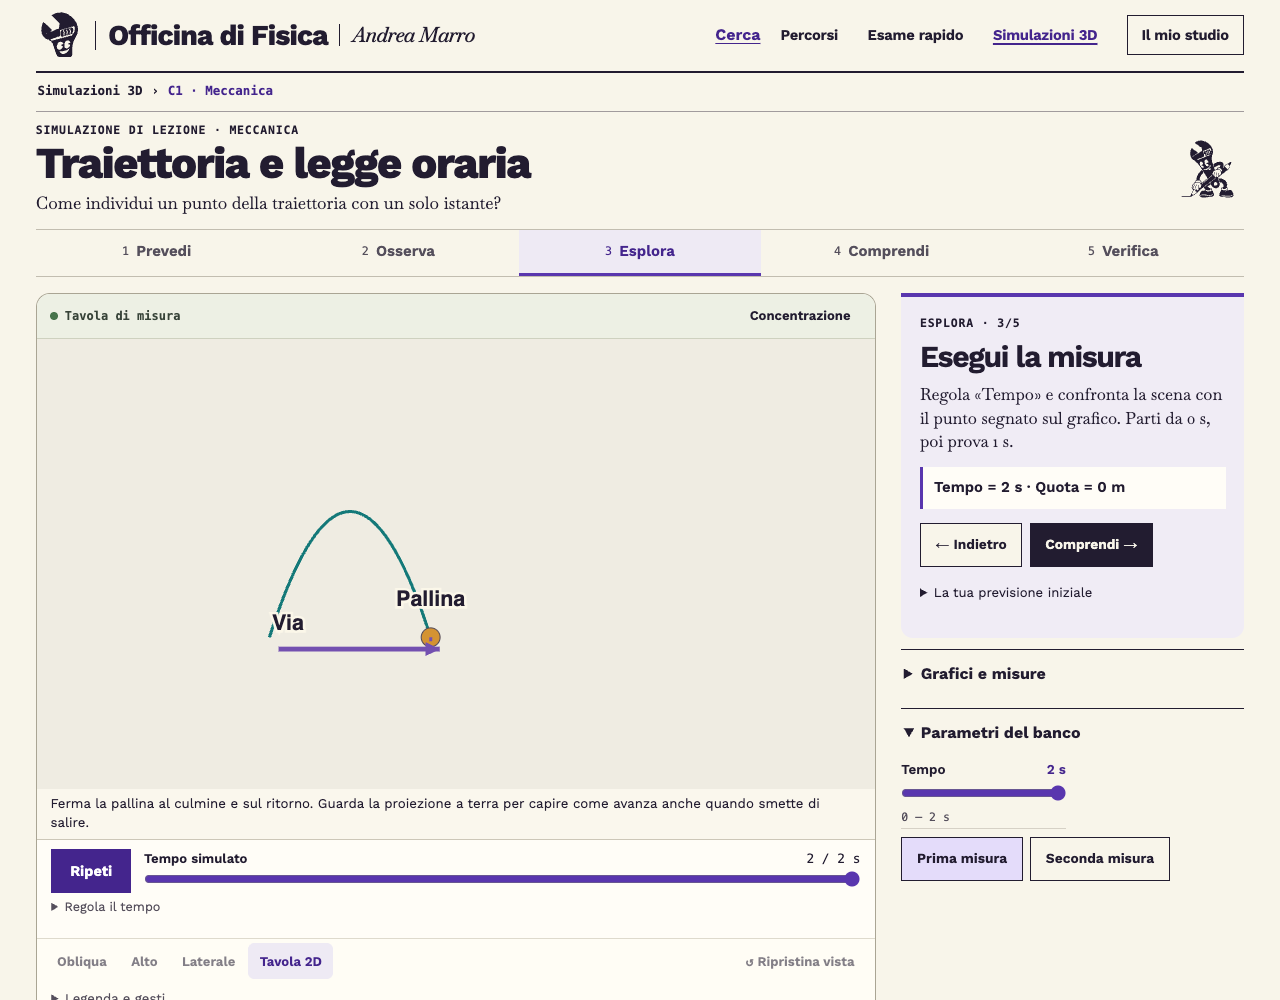 Officina di Fisica
Andrea Marro
Cerca
Percorsi
Esame rapido
Simulazioni 3D
Il mio studio
Simulazioni 3D › C1 · Meccanica
SIMULAZIONE DI LEZIONE · MECCANICA
Traiettoria e legge oraria
Come individui un punto della traiettoria con un solo istante?
1 Prevedi
2 Osserva
3 Esplora
4 Comprendi
5 Verifica
Tavola di misura
Concentrazione
Pallina
Via
Ferma la pallina al culmine e sul ritorno. Guarda la proiezione a terra per capire come avanza anche quando smette di
salire.
Ripeti
Tempo simulato
2 / 2 s
▶ Regola il tempo
Obliqua
Alto
Laterale
Tavola 2D
↺ Ripristina vista
▶ Legenda e gesti
ESPLORA · 3/5
Esegui la misura
Regola «Tempo» e confronta la scena con
il punto segnato sul grafico. Parti da 0 s,
poi prova 1 s.
Tempo = 2 s · Quota = 0 m
← Indietro
Comprendi →
▶ La tua previsione iniziale
▶ Grafici e misure
▼ Parametri del banco
Tempo
2 s
0 — 2 s
Prima misura
Seconda misura